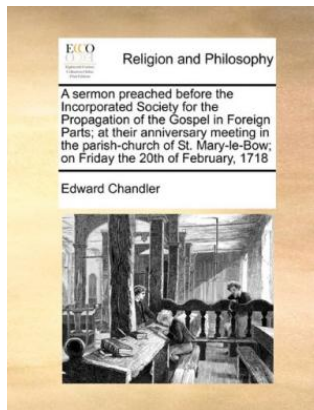 ECCO
Religion and Philosophy
A sermon preached before the
Incorporated Society for the
Propagation of the Gospel in Foreign
Parts; at their anniversary meeting in
the parish-church of St. Mary-le-Bow;
on Friday the 20th of February, 1718
Edward Chandler